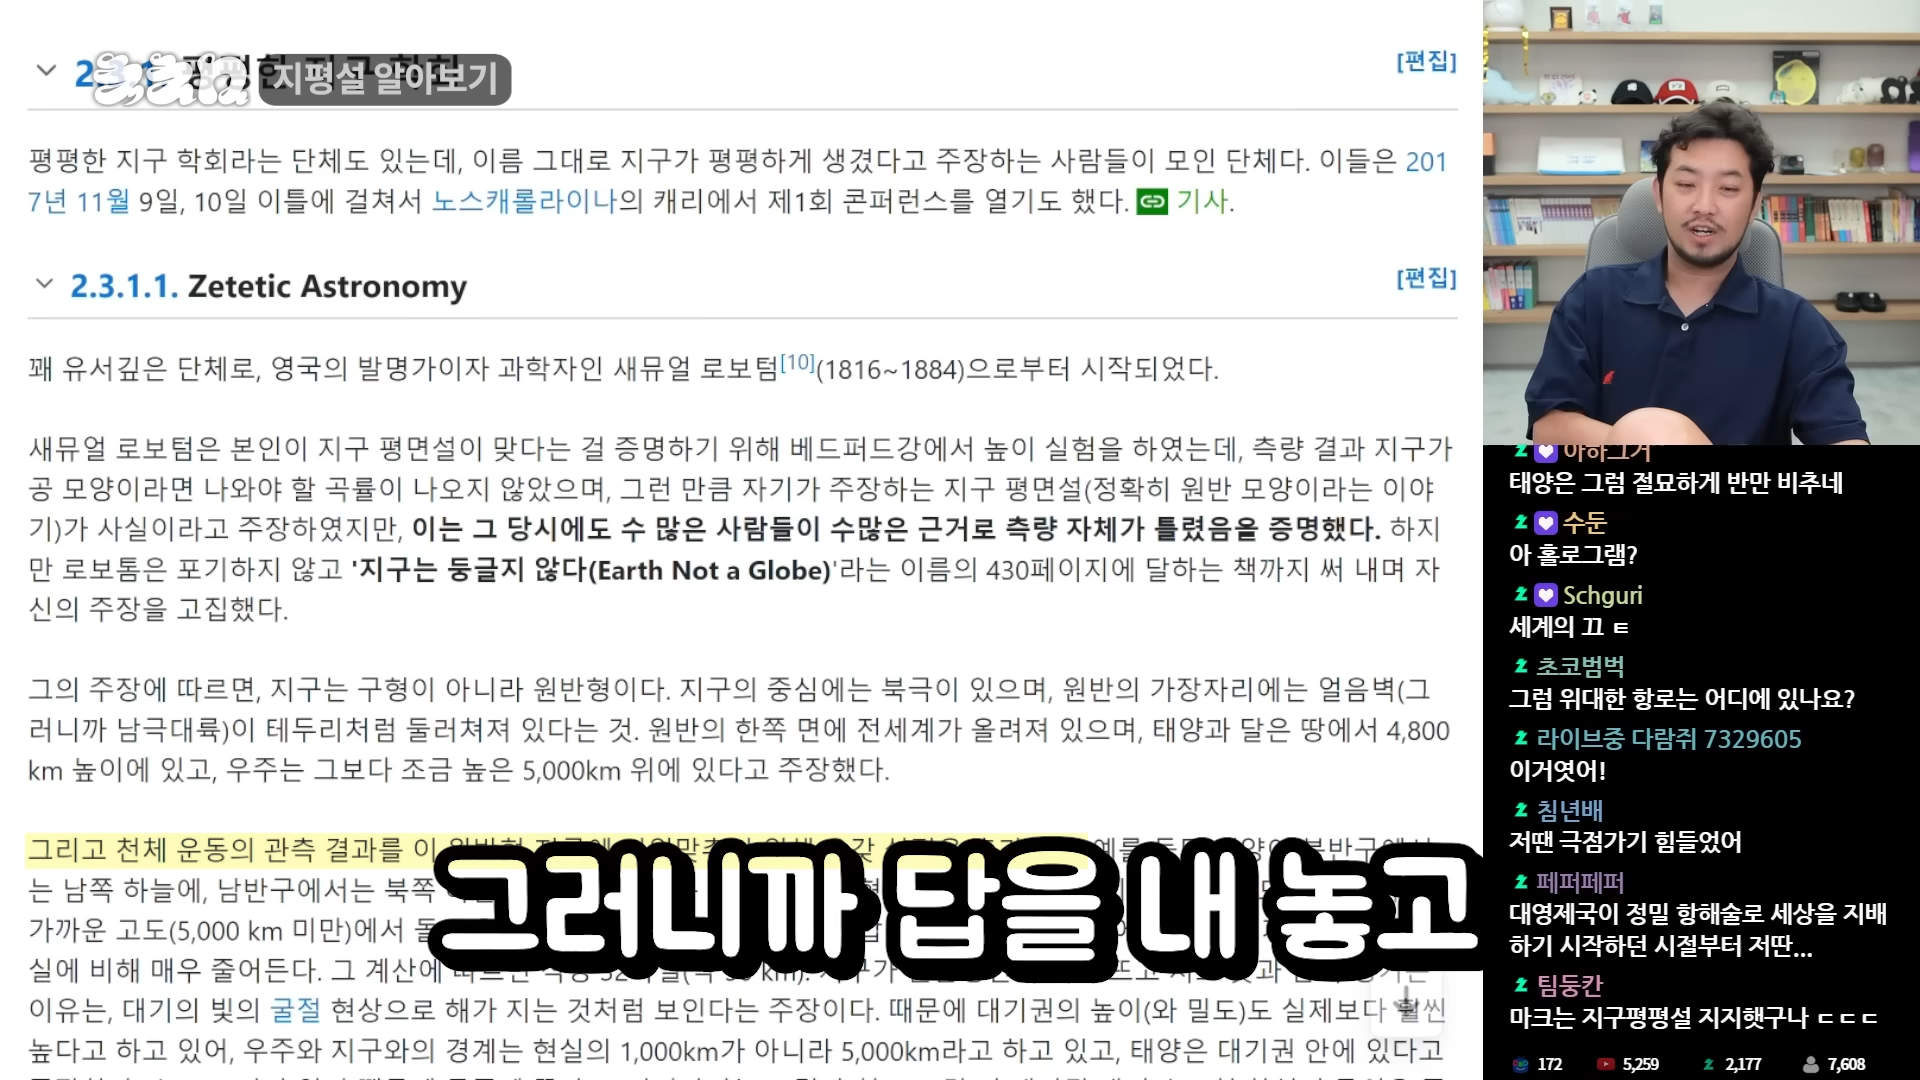 지평설 알아보기
[편집]
평평한 지구 학회라는 단체도 있는데, 이름 그대로 지구가 평평하게 생겼다고 주장하는 사람들이 모인 단체다. 이들은 201
7년 11월 9일, 10일 이틀에 걸쳐서 노스캐롤라이나의 캐리에서 제1회 콘퍼런스를 열기도 했다. 기사.
2.3.1.1. Zetetic Astronomy
[편집]
꽤 유서깊은 단체로, 영국의 발명가이자 과학자인 새뮤얼 로보텀[10](1816~1884)으로부터 시작되었다.
새뮤얼 로보텀은 본인이 지구 평면설이 맞다는 걸 증명하기 위해 베드퍼드강에서 높이 실험을 하였는데, 측량 결과 지구가
공 모양이라면 나와야 할 곡률이 나오지 않았으며, 그런 만큼 자기가 주장하는 지구 평면설(정확히 원반 모양이라는 이야
기)가 사실이라고 주장하였지만, 이는 그 당시에도 수 많은 사람들이 수많은 근거로 측량 자체가 틀렸음을 증명했다. 하지
만 로보톰은 포기하지 않고 '지구는 둥글지 않다(Earth Not a Globe)'라는 이름의 430페이지에 달하는 책까지 써 내며 자
신의 주장을 고집했다.
그의 주장에 따르면, 지구는 구형이 아니라 원반형이다. 지구의 중심에는 북극이 있으며, 원반의 가장자리에는 얼음벽(그
러니까 남극대륙)이 테두리처럼 둘러쳐져 있다는 것. 원반의 한쪽 면에 전세계가 올려져 있으며, 태양과 달은 땅에서 4,800
km 높이에 있고, 우주는 그보다 조금 높은 5,000km 위에 있다고 주장했다.
그리고 천체 운동의 관측 결과를 이
는 남쪽 하늘에, 남반구에서는 북쪽
가까운 고도(5,000 km 미만)에서
실에 비해 매우 줄어든다. 그 계산에
이유는, 대기의 빛의 굴절 현상으로 해가 지는 것처럼 보인다는 주장이다. 때문에 대기권의 높이(와 밀도)도 실제보다 훨씬
높다고 하고 있어, 우주와 지구와의 경계는 현실의 1,000km가 아니라 5,000km라고 하고 있고, 태양은 대기권 안에 있다고
그러니까 답을 내 놓고
아하그거
태양은 그럼 절묘하게 반만 비추네
수둔
아 홀로그램?
Schguri
세계의 끄 ㅌ
초코범벅
그럼 위대한 항로는 어디에 있나요?
라이브중 다람쥐 7329605
이거엿어!
침년배
저땐 극점가기 힘들었어
페퍼페퍼
대영제국이 정밀 항해술로 세상을 지배
하기 시작하던 시절부터 저딴...
팀둥칸
마크는 지구평평설 지지햇구나 ㄷㄷㄷ
172 5,259 2,177 7,608